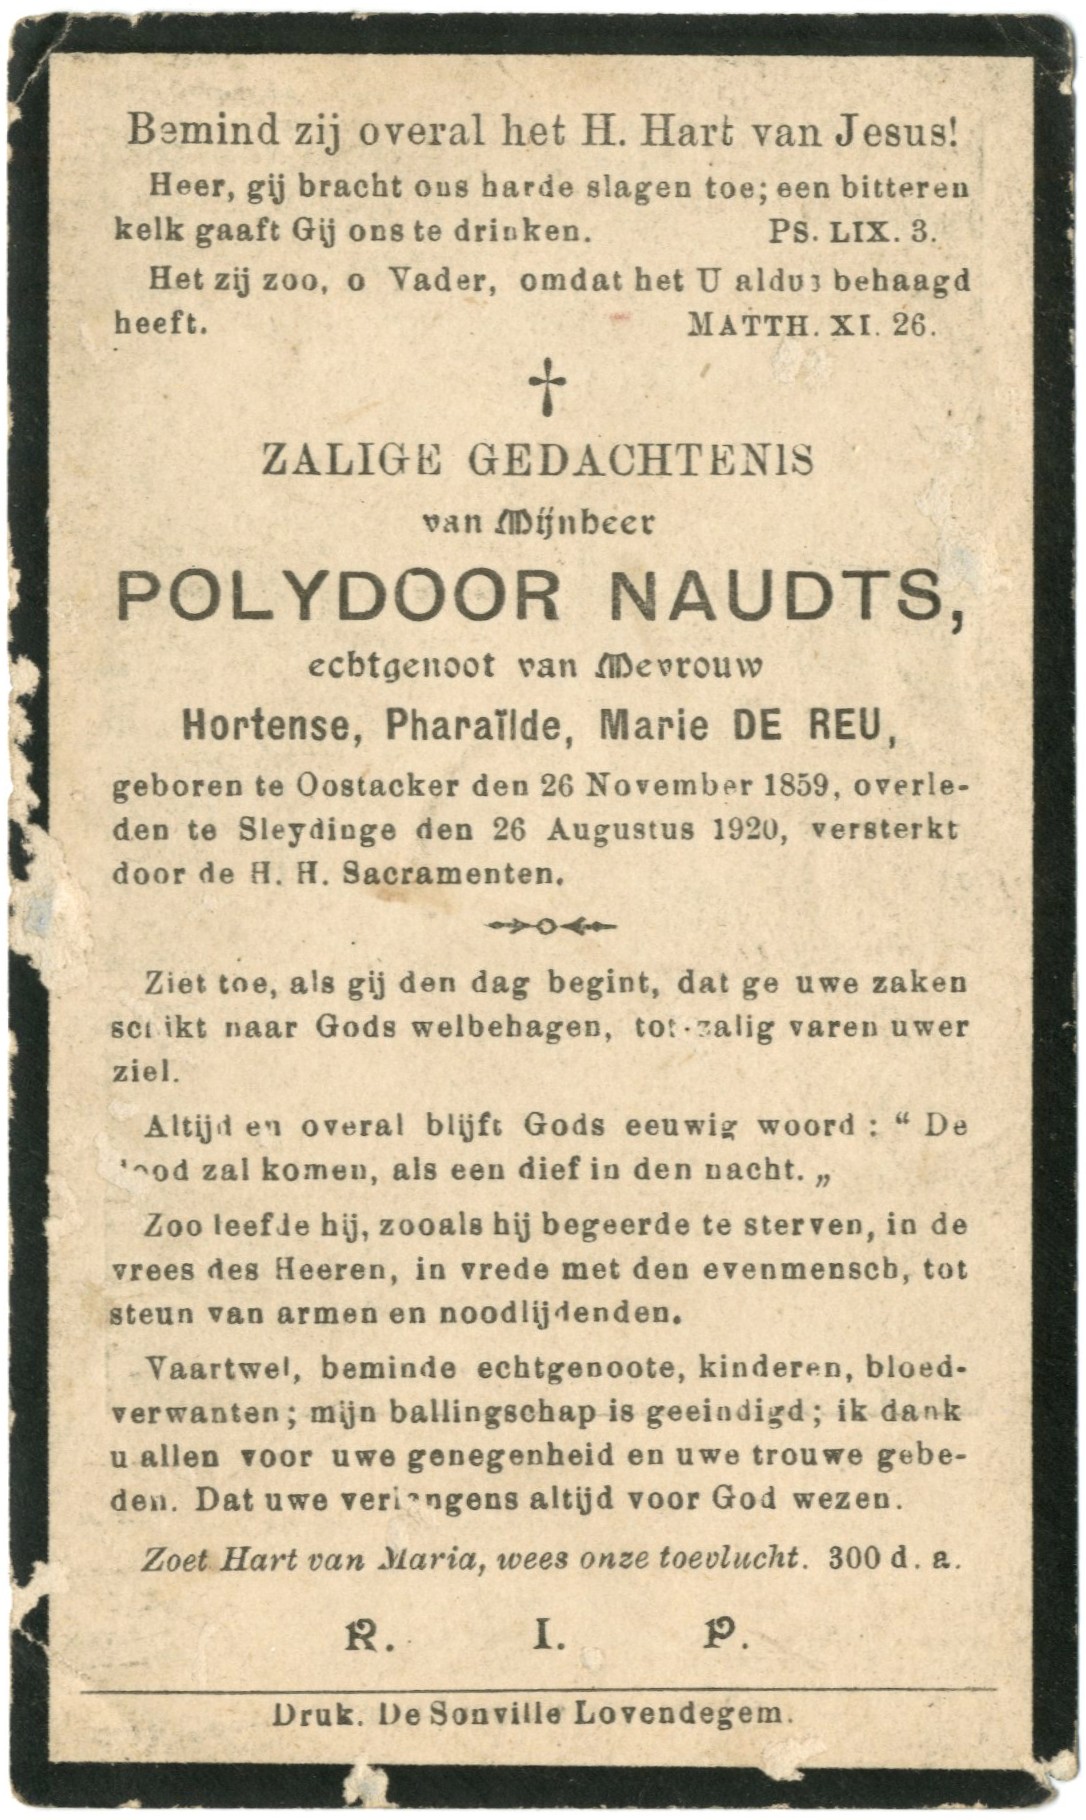 Bemind zij overal het H. Hart van Jesus!
Heer, gij bracht ons harde slagen toe; een bitteren
kelk gaaft Gij ons te drinken. PS. LIX. 3.
Het zij zoo, o Vader, omdat het U aldus behaagd
heeft. MATTH. XI. 26.
ZALIGE GEDACHTENIS
van Mijnheer
POLYDOOR NAUDTS,
echtgenoot van Mevrouw
Hortense, Pharaïlde, Marie DE REU,
geboren te Oostacker den 26 November 1859, overle-
den te Sleydinge den 26 Augustus 1920, versterkt
door de H. H. Sacramenten.
Ziet toe, als gij den dag begint, dat ge uwe zaken
schikt naar Gods welbehagen, tot zalig varen uwer
ziel.
Altijd en overal blijft Gods eeuwig woord : “ De
dood zal komen, als een dief in den nacht. „
Zoo leefde hij, zooals hij begeerde te sterven, in de
vrees des Heeren, in vrede met den evenmensch, tot
steun van armen en noodlijdenden.
Vaartwel, beminde echtgenoote, kinderen, bloed-
verwanten ; mijn ballingschap is geeindigd ; ik dank
u allen voor uwe genegenheid en uwe trouwe gebe-
den. Dat uwe verlangens altijd voor God wezen.
Zoet Hart van Maria, wees onze toevlucht. 300 d. a.
R. I. P.
Druk. De Sonville Lovendegem.